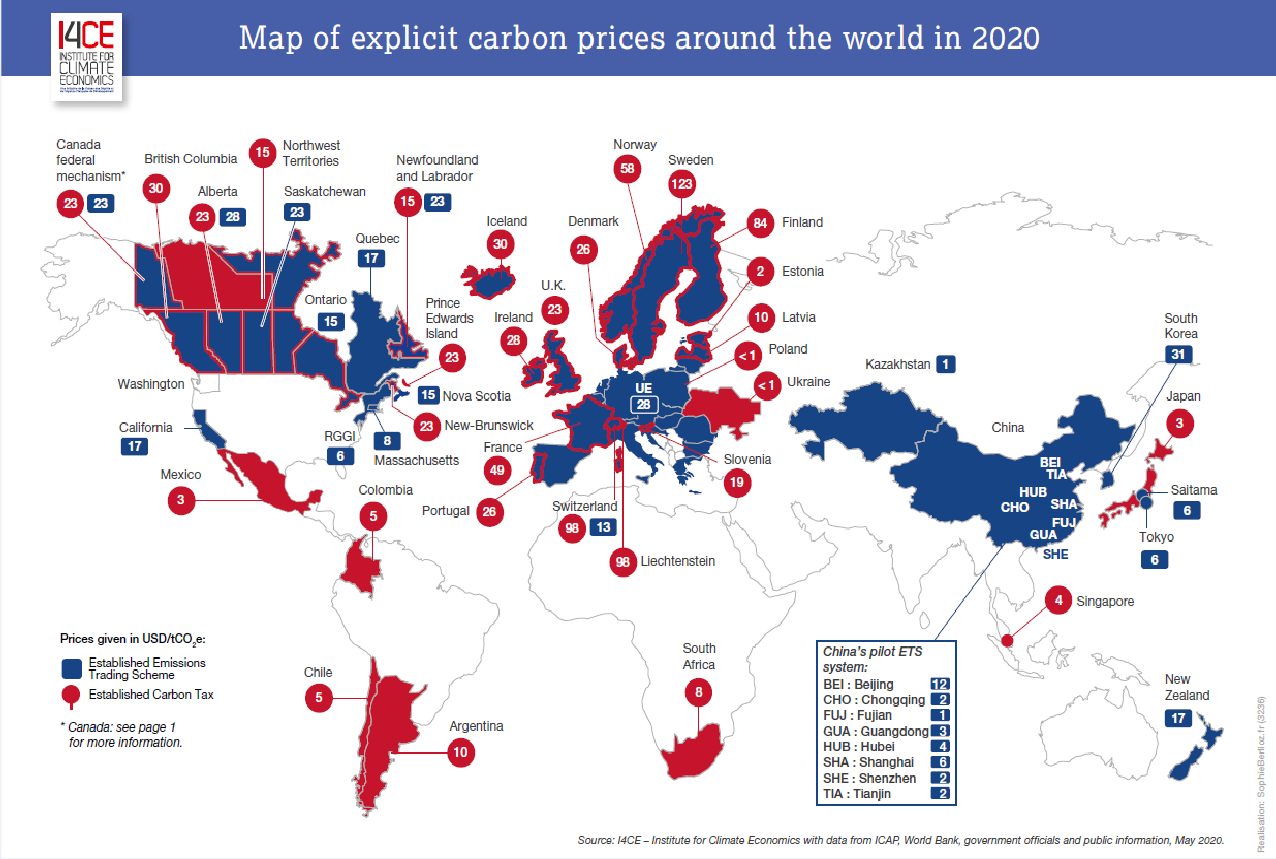 I4CE
INSTITUTE FOR
CLIMATE
ECONOMICS
Map of explicit carbon prices around the world in 2020
Canada
federal
mechanism*
23 23
British Columbia
30
Alberta
23 28
15
Northwest
Territories
Saskatchewan
23
Newfoundland
and Labrador
15 23
Quebec
17
Ontario
15
Prince
Edwards
Island
23
15 Nova Scotia
23 New-Brunswick
Washington
California
17
RGGI
6
8
Massachusetts
Mexico
3
Colombia
5
Chile
5
Argentina
10
Iceland
30
Norway
58
Sweden
123
Denmark
26
84 Finland
2 Estonia
10 Latvia
<1 Poland
<1 Ukraine
U.K.
23
Ireland
28
UE
28
France
49
Portugal 26
Switzerland
98 13
98 Liechtenstein
Slovenia
19
South
Africa
8
Kazakhstan 1
China
BEI
TIA
HUB
CHO
SHA
FUJ
GUA
SHE
South
Korea
31
Japan
3
Saitama
6
Tokyo
6
4 Singapore
New
Zealand
17
Prices given in USD/tCO2e:
Established Emissions
Trading Scheme
Established Carbon Tax
* Canada: see page 1
for more information.
China's pilot ETS
system:
BEI : Beijing 12
CHO : Chongqing 2
FUJ : Fujian 1
GUA : Guangdong 3
HUB : Hubei 4
SHA : Shanghai 6
SHE : Shenzhen 2
TIA : Tianjin 2
Source: I4CE – Institute for Climate Economics with data from ICAP, World Bank, government officials and public information, May 2020.
Realisation: SophieBerlioz.fr (3236)